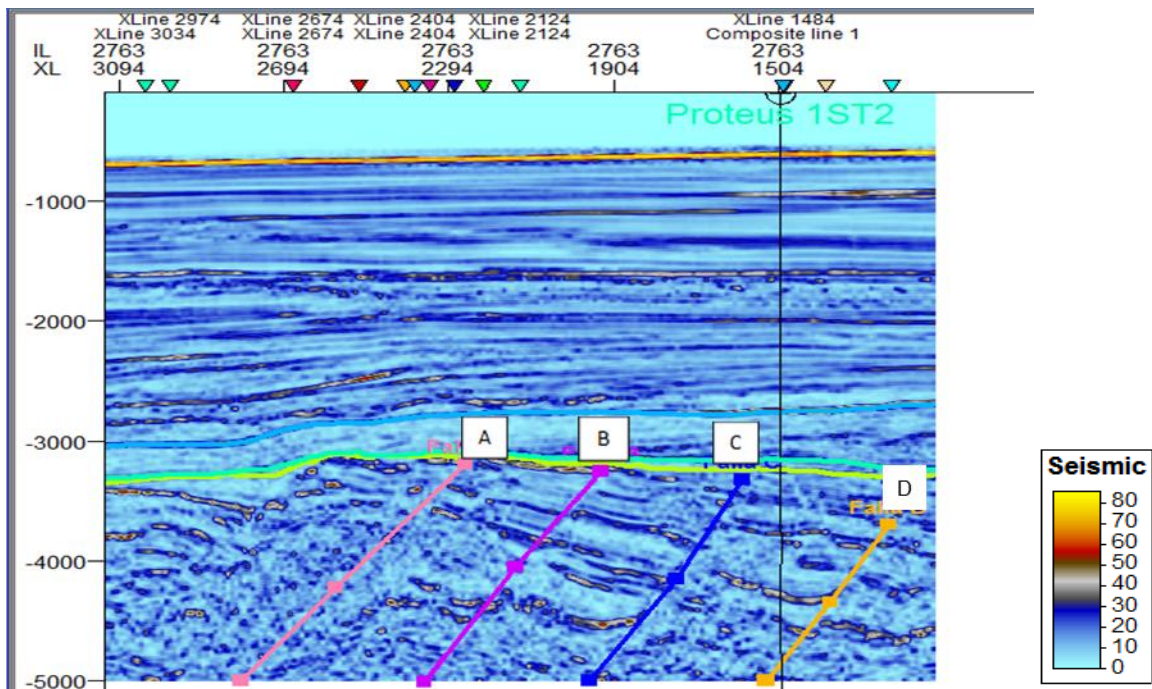 XLine 2974 XLine 2674 XLine 2404 XLine 2124 XLine 1484
XLine 3034 XLine 2674 XLine 2404 XLine 2124 Composite line 1
IL 2763 2763 2763 2763 2763
XL 3094 2694 2294 1904 1504
Proteus 1ST2
-1000
-2000
-3000
A
B
C
D
-4000
-5000
Seismic
80
70
60
50
40
30
20
10
0